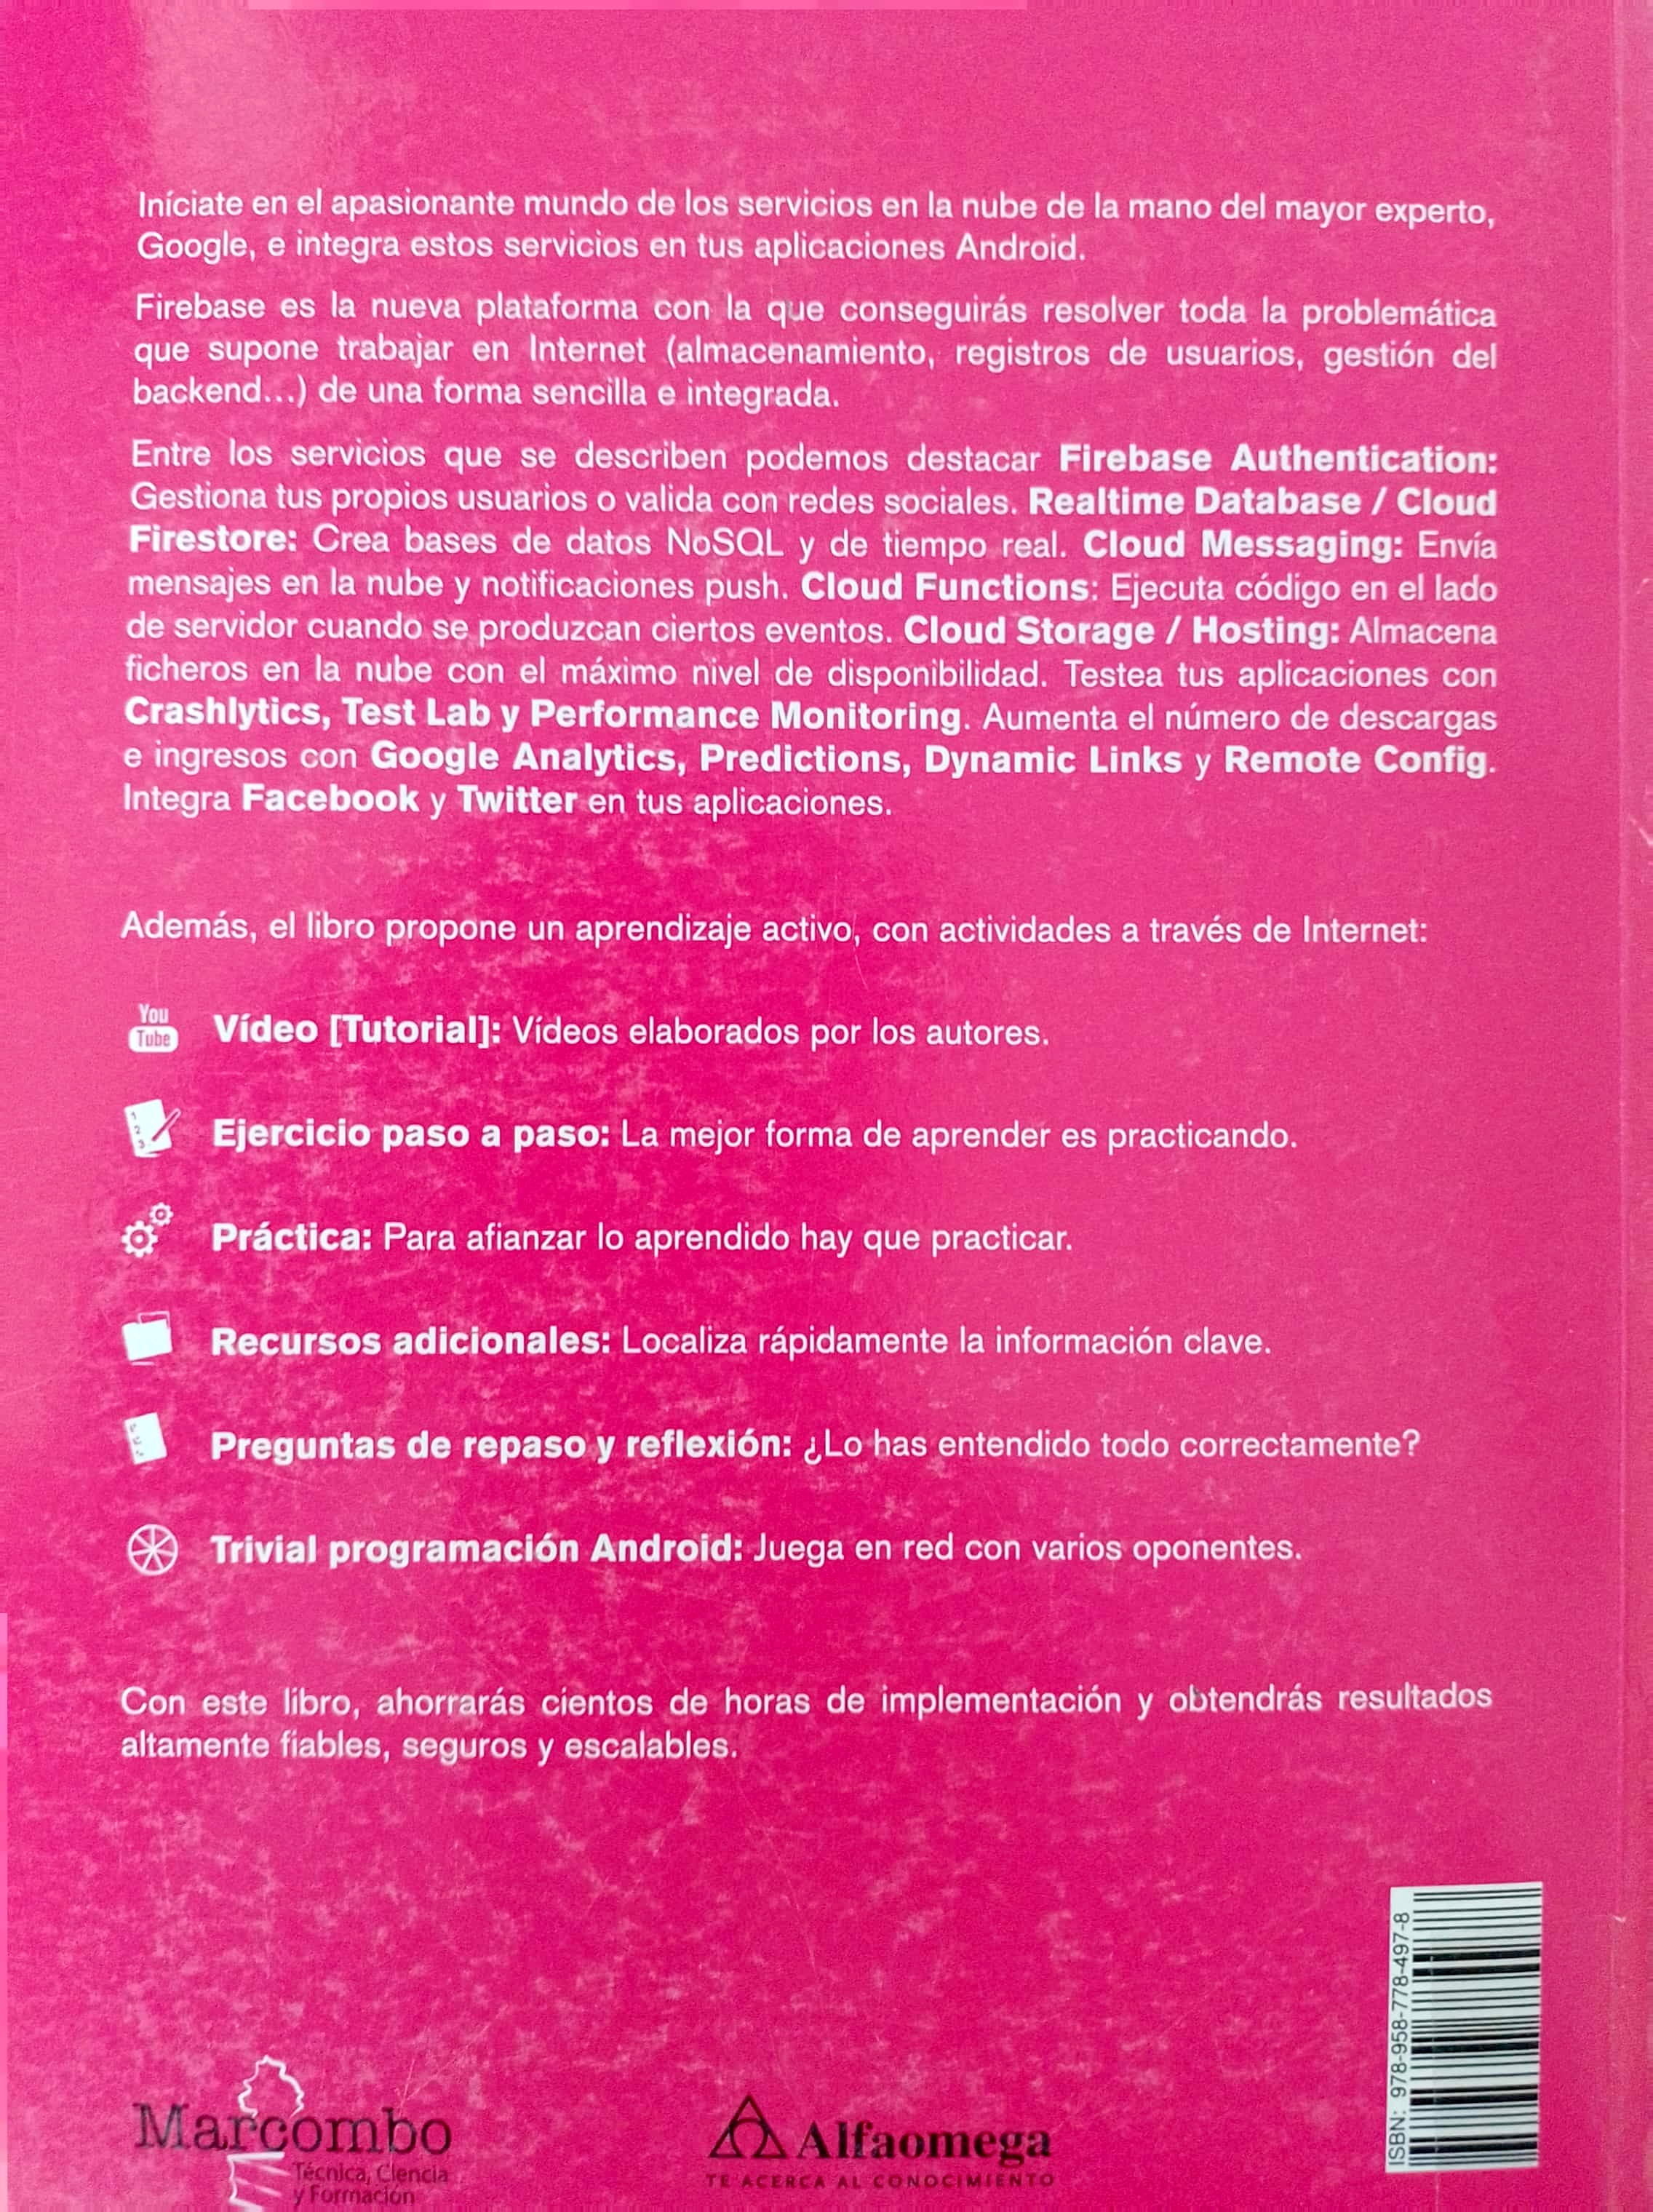 Iníciate en el apasionante mundo de los servicios en la nube de la mano del mayor experto,
Google, e integra estos servicios en tus aplicaciones Android.
Firebase es la nueva plataforma con la que conseguirás resolver toda la problemática
que supone trabajar en Internet (almacenamiento, registros de usuarios, gestión del
backend...) de una forma sencilla e integrada.
Entre los servicios que se describen podemos destacar Firebase Authentication:
Gestiona tus propios usuarios o valida con redes sociales. Realtime Database / Cloud
Firestore: Crea bases de datos NoSQL y de tiempo real. Cloud Messaging: Envía
mensajes en la nube y notificaciones push. Cloud Functions: Ejecuta código en el lado
de servidor cuando se produzcan ciertos eventos. Cloud Storage / Hosting: Almacena
ficheros en la nube con el máximo nivel de disponibilidad. Testea tus aplicaciones con
Crashlytics, Test Lab y Performance Monitoring. Aumenta el número de descargas
e ingresos con Google Analytics, Predictions, Dynamic Links y Remote Config.
Integra Facebook y Twitter en tus aplicaciones.
Además, el libro propone un aprendizaje activo, con actividades a través de Internet:
You
Tube
Vídeo [Tutorial]: Vídeos elaborados por los autores.
1
2
3
Ejercicio paso a paso: La mejor forma de aprender es practicando.
Práctica: Para afianzar lo aprendido hay que practicar.
Recursos adicionales: Localiza rápidamente la información clave.
Preguntas de repaso y reflexión: ¿Lo has entendido todo correctamente?
Trivial programación Android: Juega en red con varios oponentes.
Con este libro, ahorrarás cientos de horas de implementación y obtendrás resultados
altamente fiables, seguros y escalables.
Marcombo
Técnica, Ciencia
y Formación
Alfaomega
TE ACERCA AL CONOCIMIENTO
ISBN: 978-958-778-497-8